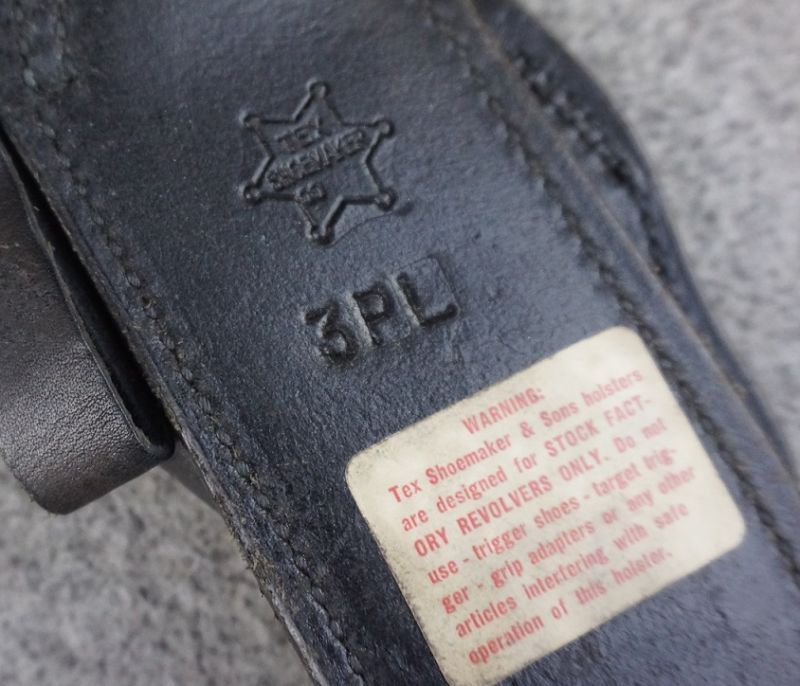 TEX
SHOEMAKER
3PL
WARNING:
Tex Shoemaker & Sons holsters
are designed for STOCK FACT-
ORY REVOLVERS ONLY. Do not
use - trigger shoes - target trig-
ger - grip adapters or any other
articles interfering with safe
operation of this holster.